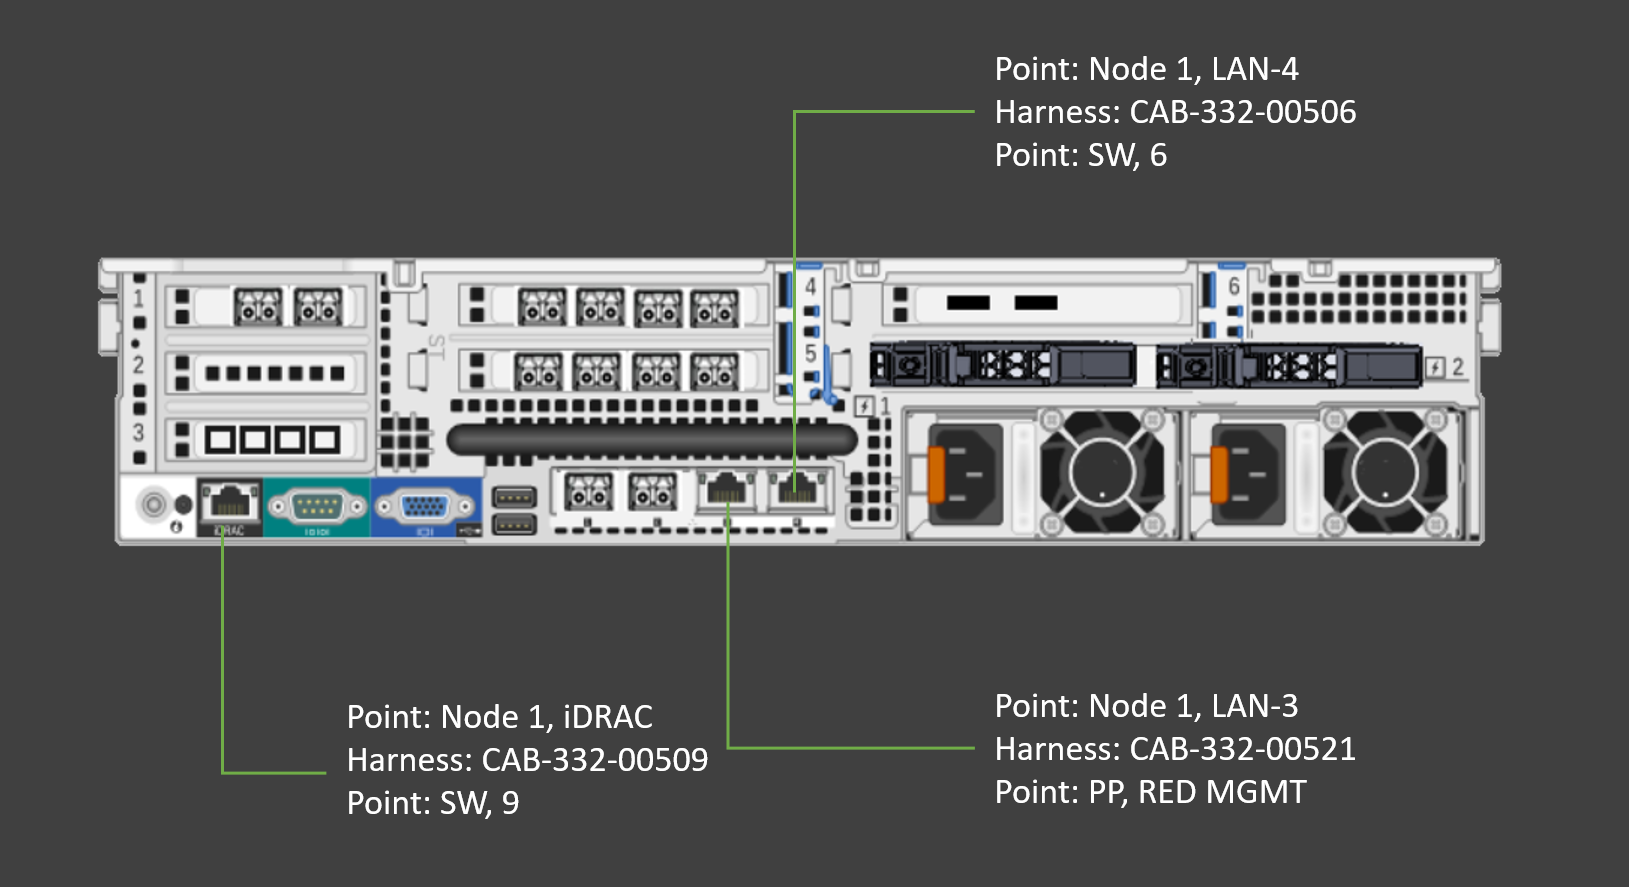 Point: Node 1, LAN-4
Harness: CAB-332-00506
Point: SW, 6
1
2
3
4
5
6
ST
1
2
iDRAC
Point: Node 1, iDRAC
Harness: CAB-332-00509
Point: SW, 9
Point: Node 1, LAN-3
Harness: CAB-332-00521
Point: PP, RED MGMT